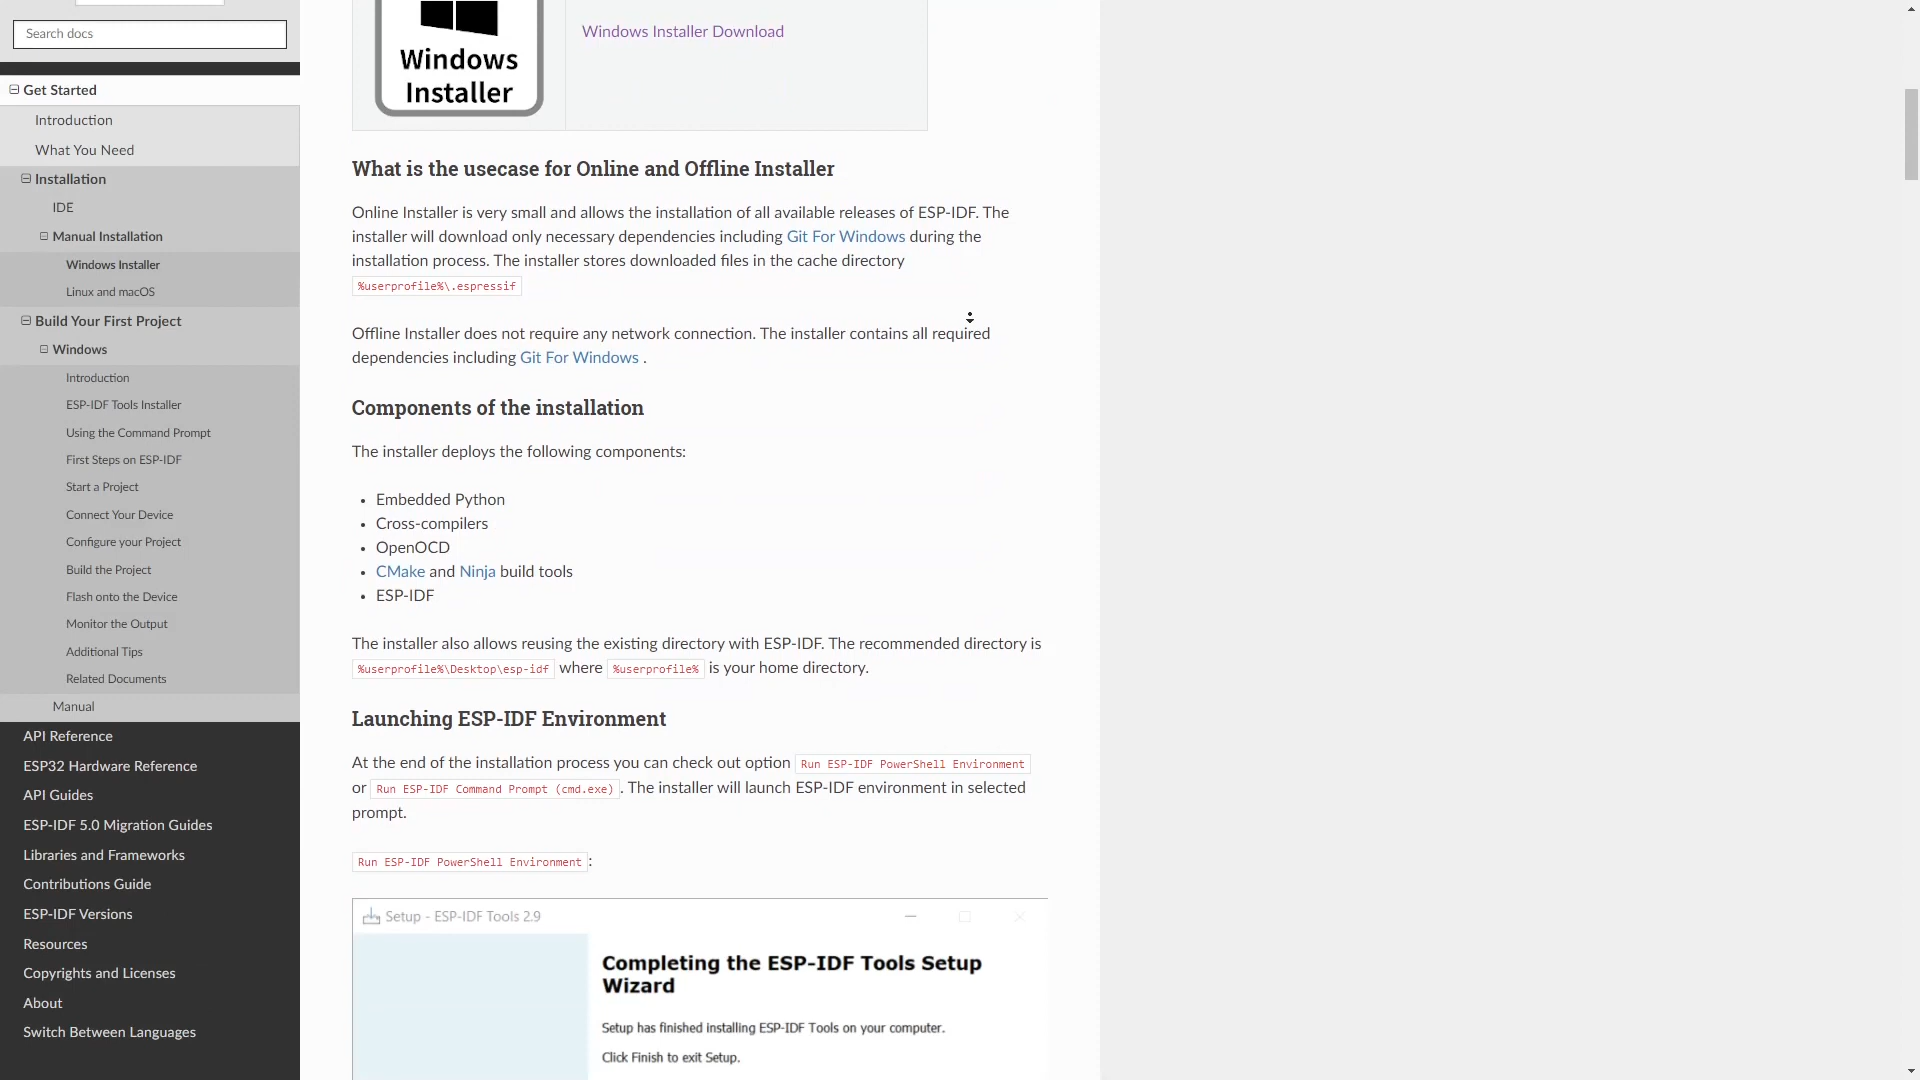 Search docs
Get Started
Introduction
What You Need
Installation
IDE
Manual Installation
Windows Installer
Linux and macOS
Build Your First Project
Windows
Introduction
ESP-IDF Tools Installer
Using the Command Prompt
First Steps on ESP-IDF
Start a Project
Connect Your Device
Configure your Project
Build the Project
Flash onto the Device
Monitor the Output
Additional Tips
Related Documents
Manual
API Reference
ESP32 Hardware Reference
API Guides
ESP-IDF 5.0 Migration Guides
Libraries and Frameworks
Contributions Guide
ESP-IDF Versions
Resources
Copyrights and Licenses
About
Switch Between Languages
Windows
Installer
Windows Installer Download
What is the usecase for Online and Offline Installer
Online Installer is very small and allows the installation of all available releases of ESP-IDF. The
installer will download only necessary dependencies including Git For Windows during the
installation process. The installer stores downloaded files in the cache directory
%userprofile%\.espressif
Offline Installer does not require any network connection. The installer contains all required
dependencies including Git For Windows .
Components of the installation
The installer deploys the following components:
• Embedded Python
• Cross-compilers
• OpenOCD
• CMake and Ninja build tools
• ESP-IDF
The installer also allows reusing the existing directory with ESP-IDF. The recommended directory is
%userprofile%\Desktop\esp-idf where %userprofile% is your home directory.
Launching ESP-IDF Environment
At the end of the installation process you can check out option Run ESP-IDF PowerShell Environment
or Run ESP-IDF Command Prompt (cmd.exe) . The installer will launch ESP-IDF environment in selected
prompt.
Run ESP-IDF PowerShell Environment :
Setup - ESP-IDF Tools 2.9
Completing the ESP-IDF Tools Setup
Wizard
Setup has finished installing ESP-IDF Tools on your computer.
Click Finish to exit Setup.